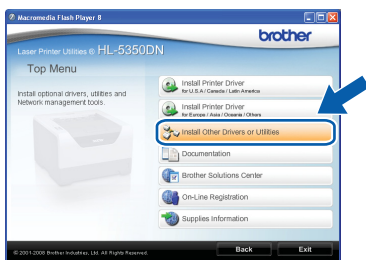 Macromedia Flash Player 8
brother
Laser Printer Utilities ® HL-5350DN
Top Menu
Install optional drivers, utilities and
Network management tools.
Install Printer Driver
for U.S.A / Canada / Latin America
Install Printer Driver
for Europe / Asia / Oceania / Others
Install Other Drivers or Utilities
Documentation
Brother Solutions Center
On-Line Registration
Supplies Information
© 2001-2008 Brother Industries, Ltd. All Rights Reserved.
Back
Exit